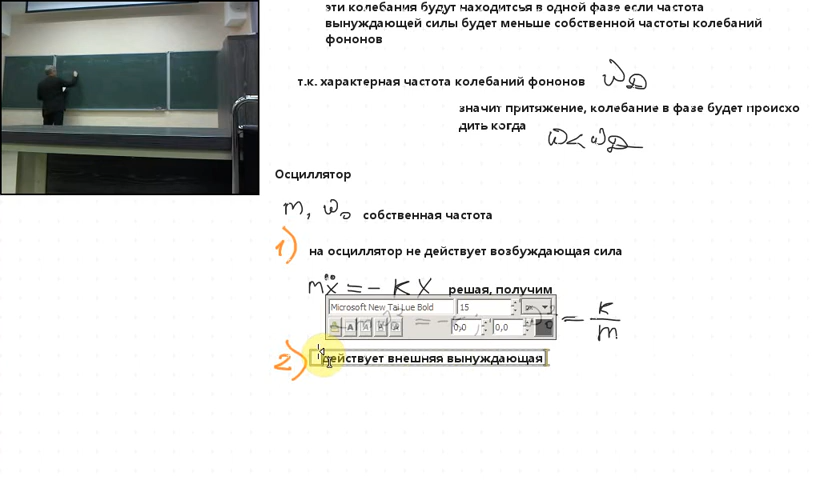 эти колебания будут находиться в одной фазе если частота
вынуждающей силы будет меньше собственной частоты колебаний
фононов
т.к. характерная частота колебаний фононов ω_D
значит притяжение, колебание в фазе будет происхо
дить когда ω < ω_D
Осциллятор
m, ω₀ собственная частота
1) на осциллятор не действует возбуждающая сила
mẍ = - K X решая, получим
Microsoft New Tai Lue Bold 15
0,0 0,0
= K/m
2) действует внешняя вынуждающая